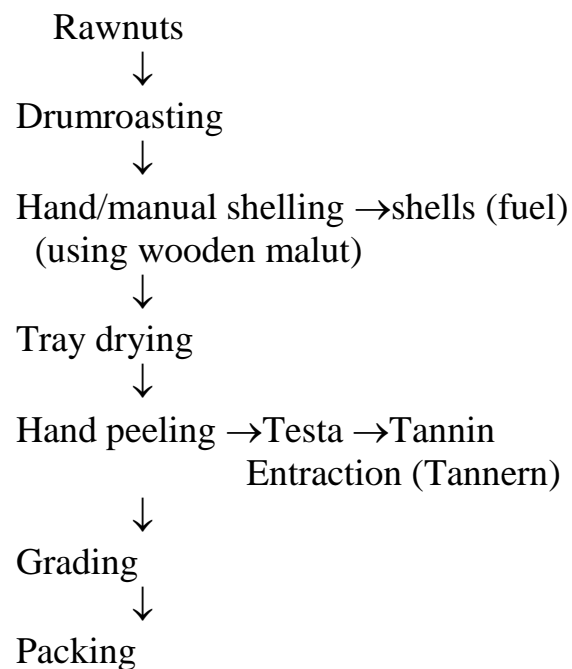 Rawnuts
↓
Drumroasting
↓
Hand/manual shelling →shells (fuel)
(using wooden malut)
↓
Tray drying
↓
Hand peeling →Testa →Tannin
Entraction (Tannern)
↓
Grading
↓
Packing